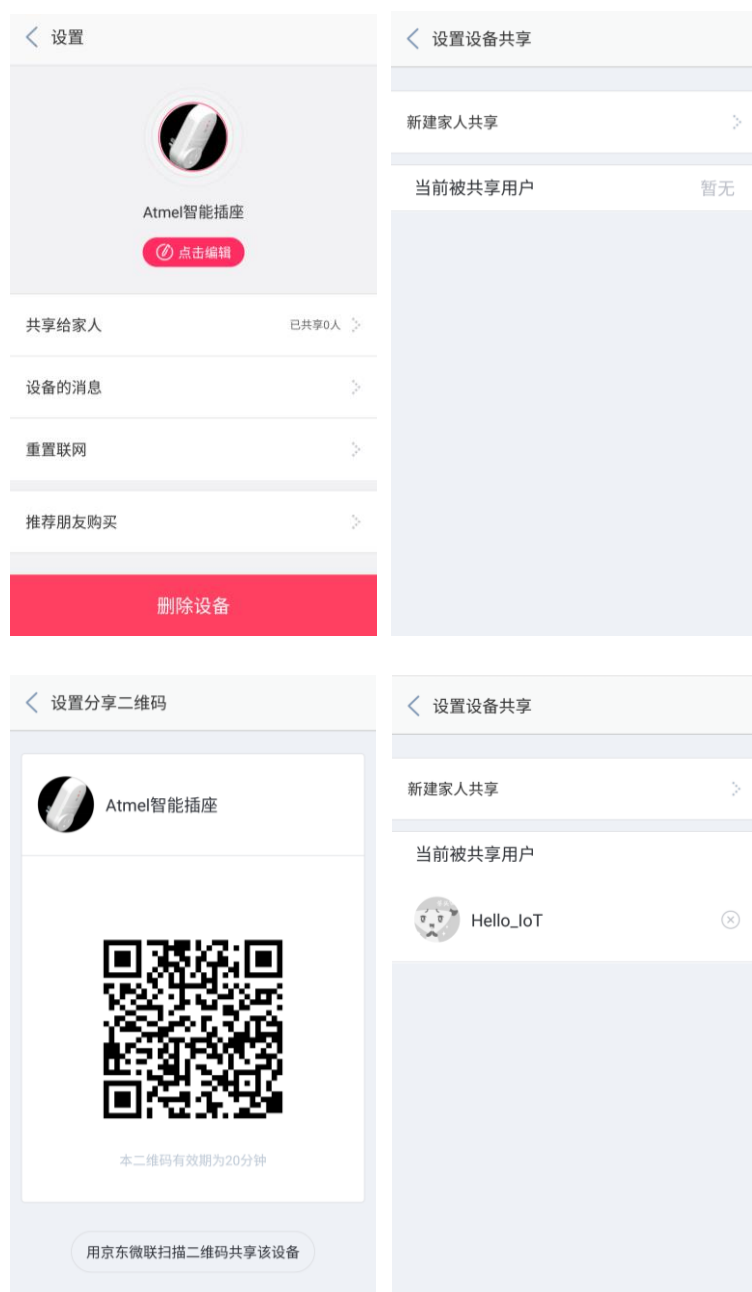 设置
Atmel智能插座
点击编辑
共享给家人 已共享0人
设备的消息
重置联网
推荐朋友购买
删除设备
设置设备共享
新建家人共享
当前被共享用户 暂无
设置分享二维码
Atmel智能插座
本二维码有效期为20分钟
用京东微联扫描二维码共享该设备
设置设备共享
新建家人共享
当前被共享用户
Hello_IoT